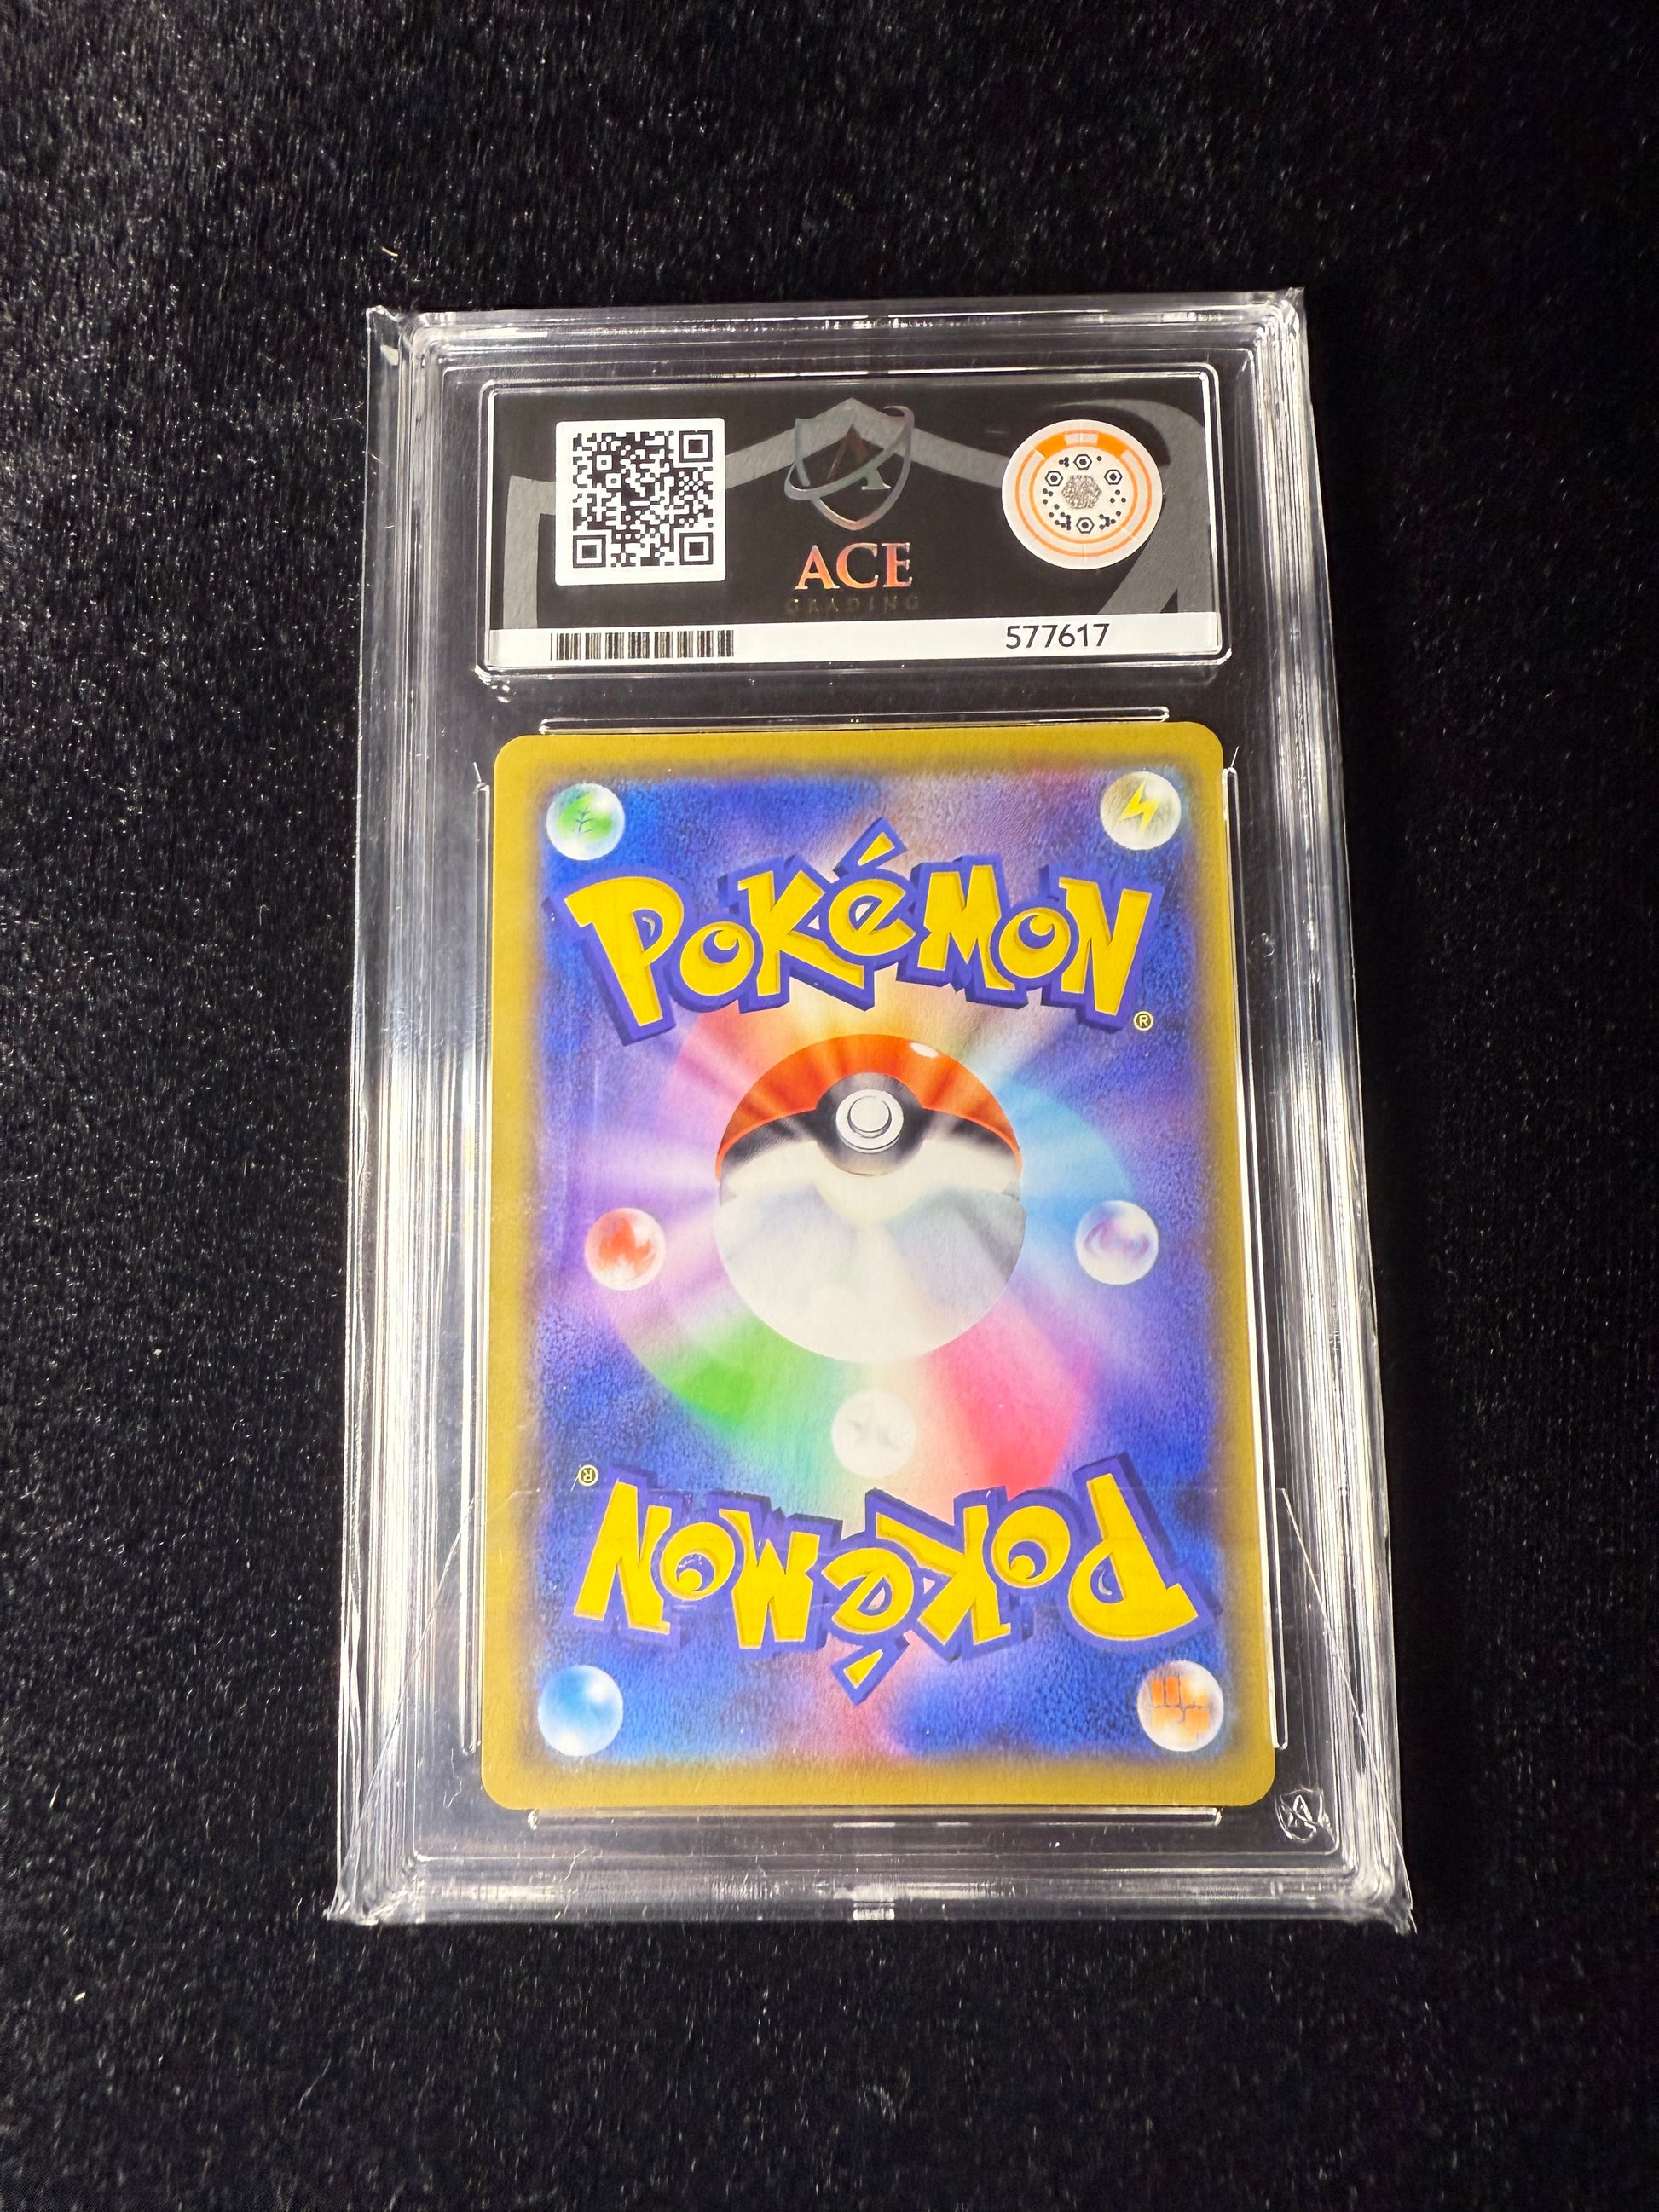 ACE
GRADING
577617
POKéMON
®
®
POKéMON